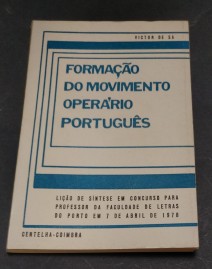 VICTOR DE SÁ
FORMAÇÃO
DO MOVIMENTO
OPERÁRIO
PORTUGUÊS
LIÇÃO DE SÍNTESE EM CONCURSO PARA
PROFESSOR DA FACULDADE DE LETRAS
DO PORTO EM 7 DE ABRIL DE 1978
CENTELHA-COIMBRA